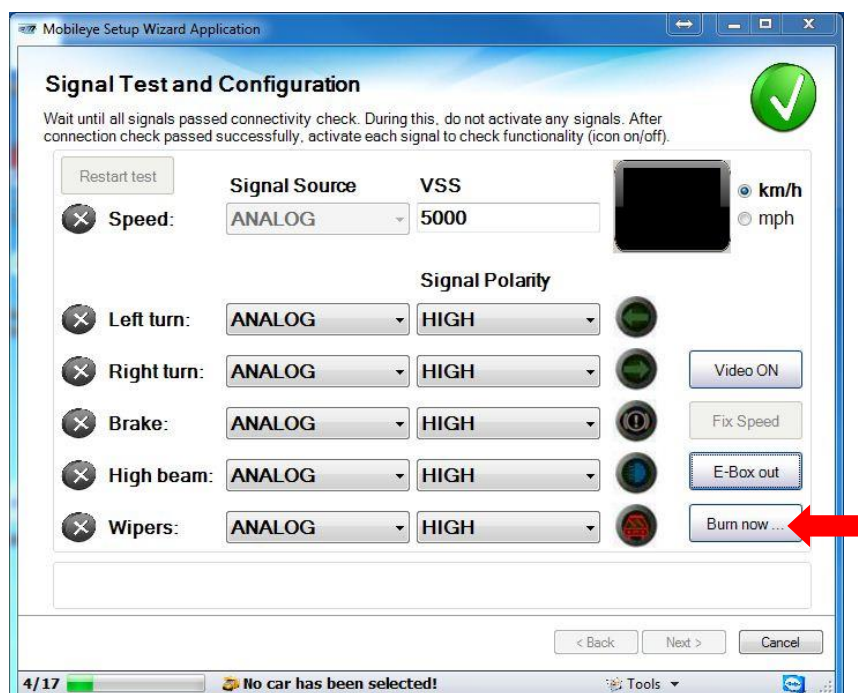 Mobileye Setup Wizard Application
Signal Test and Configuration
Wait until all signals passed connectivity check. During this, do not activate any signals. After
connection check passed successfully, activate each signal to check functionality (icon on/off).
Restart test
Signal Source VSS
km/h
Speed: ANALOG 5000
mph
Signal Polarity
Left turn: ANALOG HIGH
Right turn: ANALOG HIGH Video ON
Brake: ANALOG HIGH Fix Speed
High beam: ANALOG HIGH E-Box out
Wipers: ANALOG HIGH Burn now ...
< Back Next > Cancel
4/17 No car has been selected! Tools